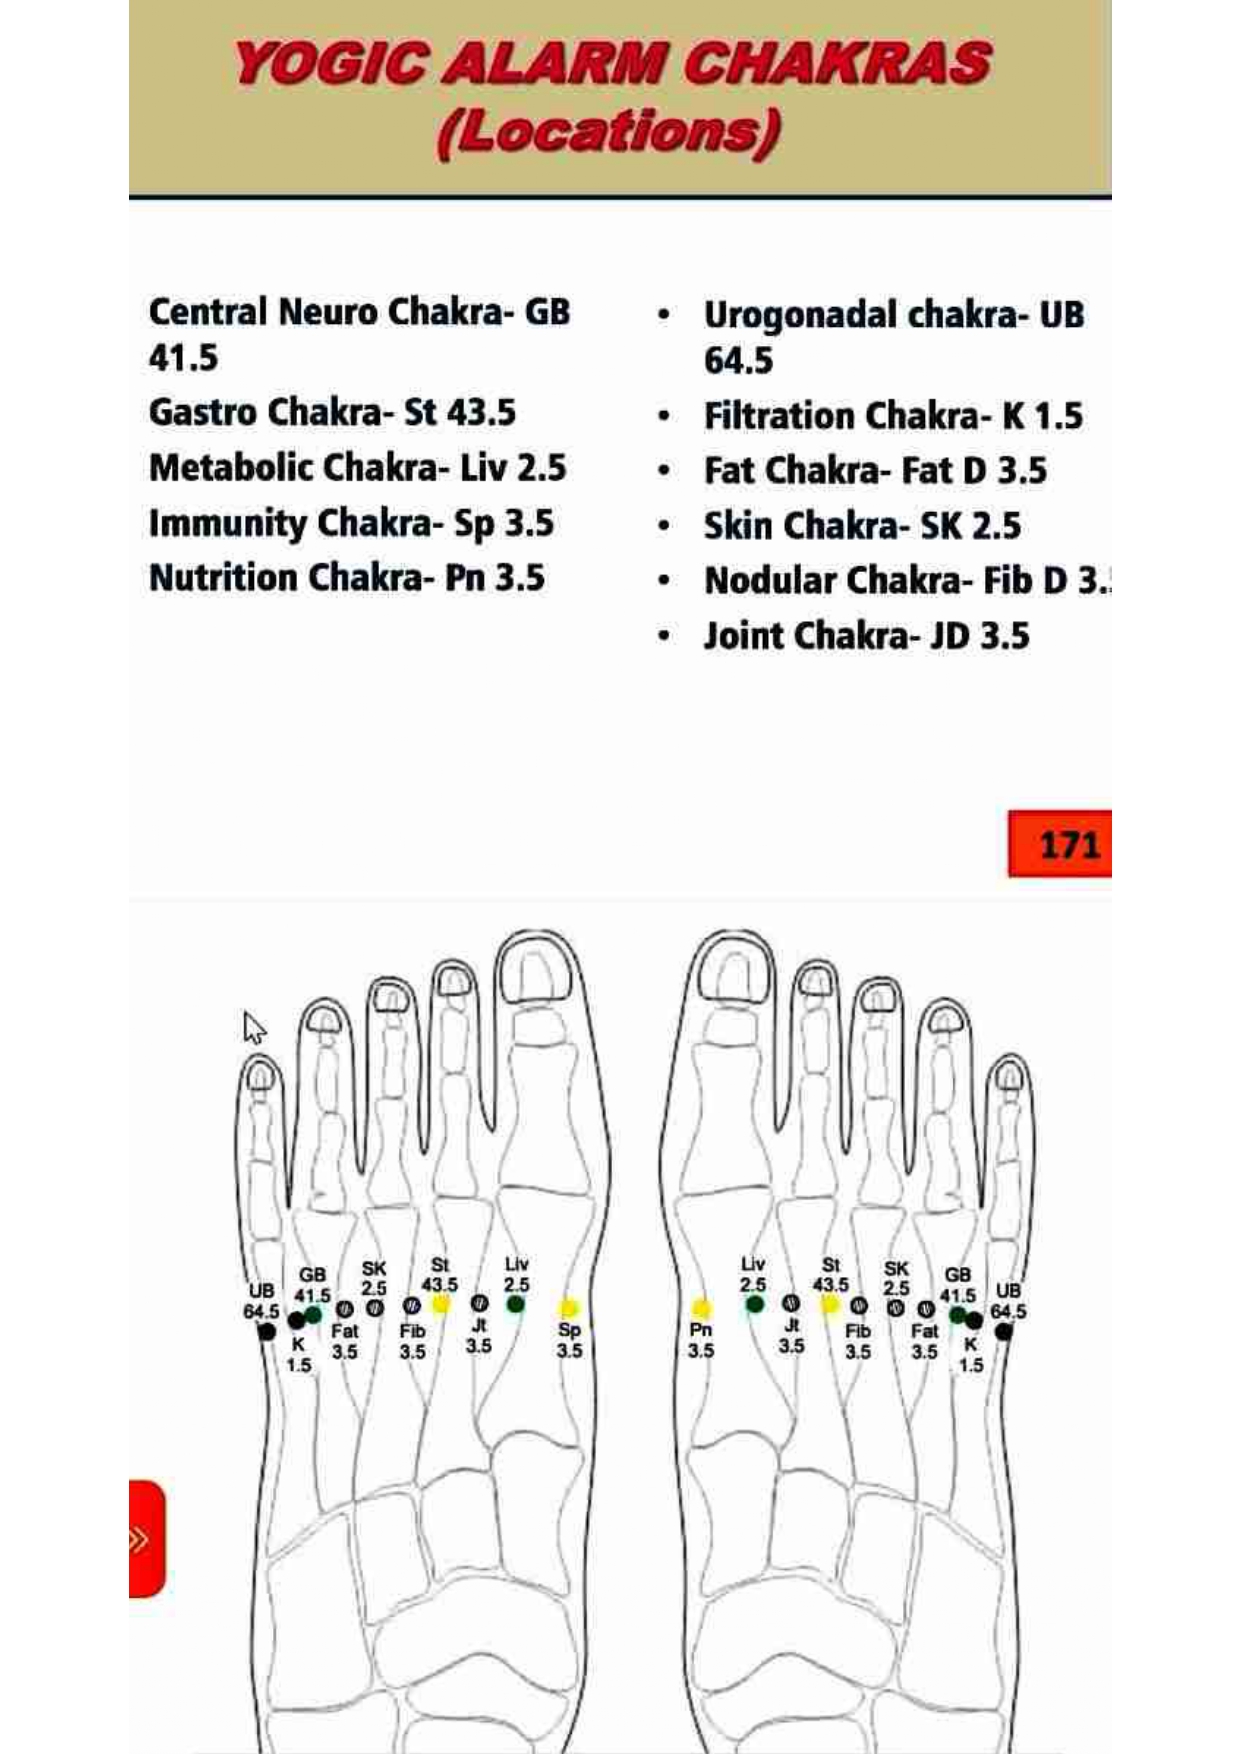 YOGIC ALARM CHAKRAS
(Locations)
Central Neuro Chakra- GB
41.5
Gastro Chakra- St 43.5
Metabolic Chakra- Liv 2.5
Immunity Chakra- Sp 3.5
Nutrition Chakra- Pn 3.5
• Urogonadal chakra- UB
64.5
• Filtration Chakra- K 1.5
• Fat Chakra- Fat D 3.5
• Skin Chakra- SK 2.5
• Nodular Chakra- Fib D 3.
• Joint Chakra- JD 3.5
171
UB
64.5
K
1.5
GB
41.5
Fat
3.5
SK
2.5
Fib
3.5
St
43.5
Jt
3.5
Liv
2.5
Sp
3.5
Pn
3.5
Liv
2.5
Jt
3.5
St
43.5
Fib
3.5
SK
2.5
Fat
3.5
GB
41.5
K
1.5
UB
64.5